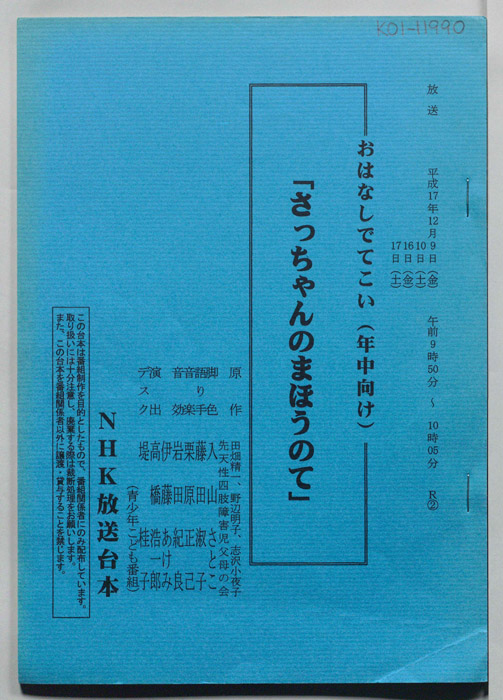 K01-11990
放送 平成17年12月9日(金) 午前9時50分 ~ 10時05分 R②
10日(土)
16日(金)
17日(土)
おはなしでてこい(年中向け)
「さっちゃんのまほうのて」
原作 田畑精一、野辺明子、志沢小夜子
先天性四肢障害児父母の会
脚色 入山さとこ
語り手 藤田淑子
音楽 栗原正己
音効 岩田紀良
伊藤あけみ
演出 高橋浩一郎
デスク 堤桂子
(青少年こども番組)
NHK放送台本
この台本は番組制作を目的としたもので、番組関係者にのみ配布しています。
取り扱いには十分注意し、廃棄する際は裁断処理をお願いします。
また、この台本を番組関係者以外に譲渡・貸与することを禁じます。